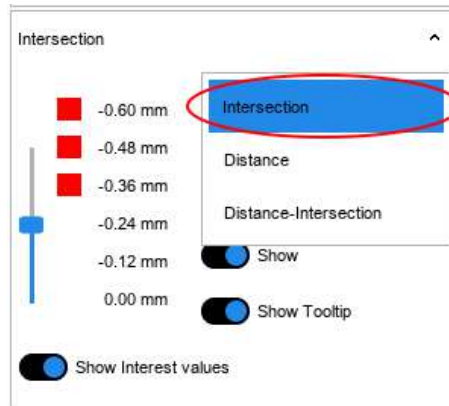 Intersection
-0.60 mm
-0.48 mm
-0.36 mm
-0.24 mm
-0.12 mm
0.00 mm
Intersection
Distance
Distance-Intersection
Show
Show Tooltip
Show Interest values